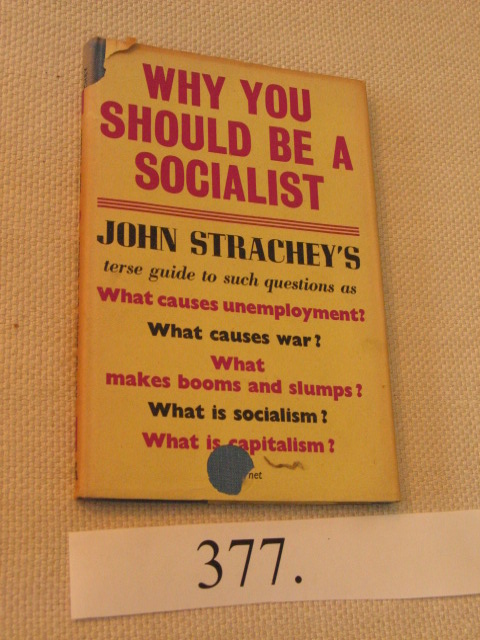 WHY YOU
SHOULD BE A
SOCIALIST
JOHN STRACHEY'S
terse guide to such questions as
What causes unemployment?
What causes war?
What
makes booms and slumps?
What is socialism?
What is capitalism?
net
377.